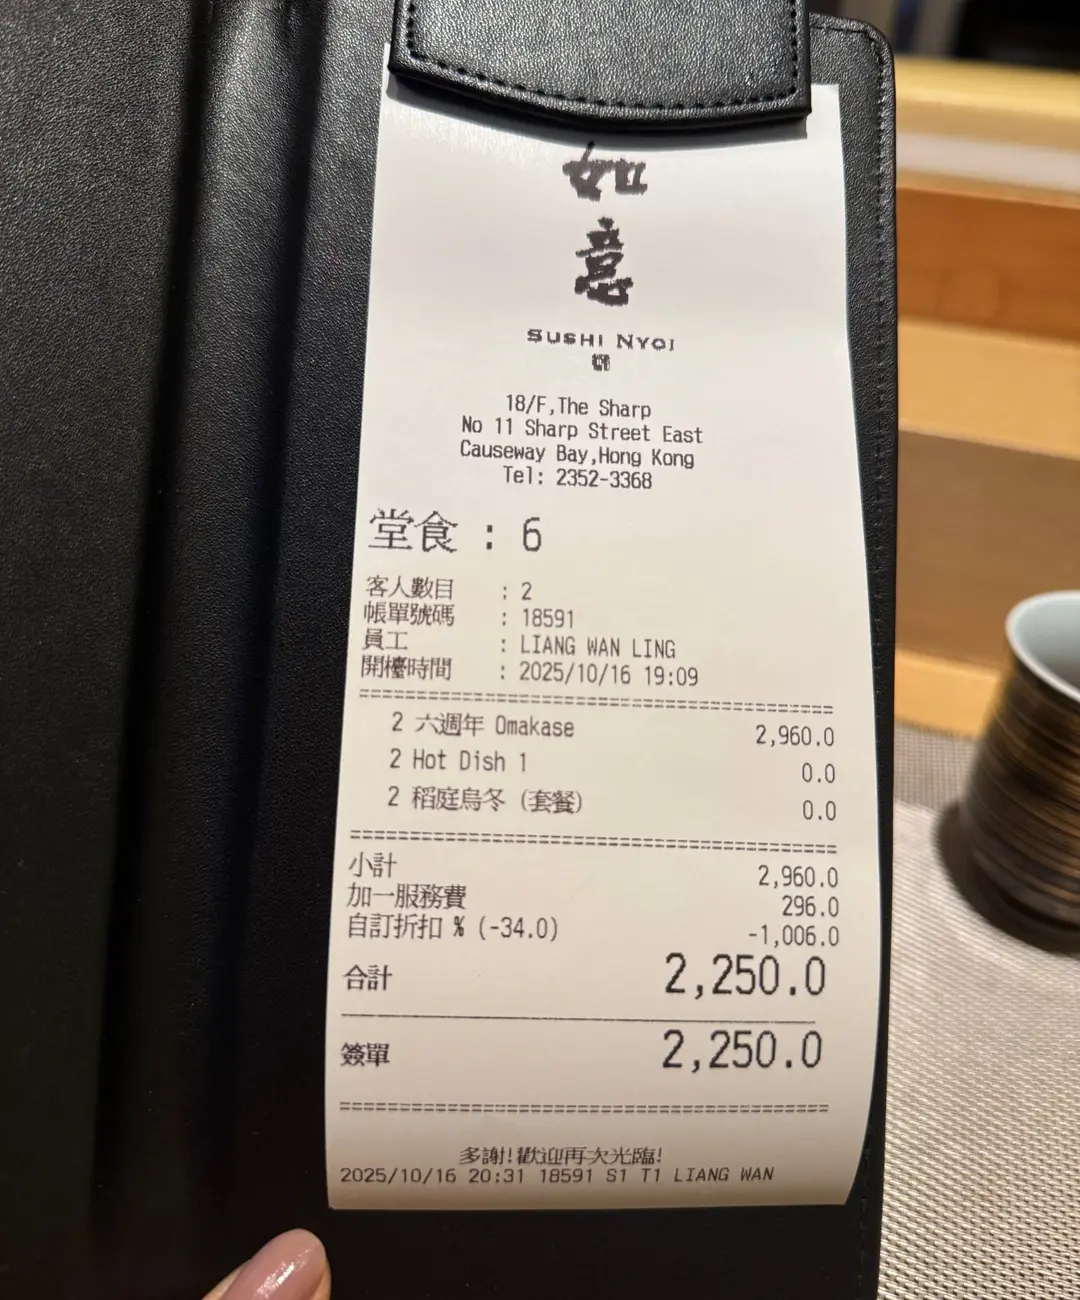 如
意
SUSHI NYOI
18/F,The Sharp
No 11 Sharp Street East
Causeway Bay,Hong Kong
Tel: 2352-3368
堂食 : 6
客人數目 : 2
帳單號碼 : 18591
員工 : LIANG WAN LING
開檯時間 : 2025/10/16 19:09
2 六週年 Omakase 2,960.0
2 Hot Dish 1 0.0
2 稻庭烏冬 (套餐) 0.0
小計 2,960.0
加一服務費 296.0
自訂折扣 % (-34.0) -1,006.0
合計 2,250.0
簽單 2,250.0
多謝!歡迎再次光臨!
2025/10/16 20:31 18591 S1 T1 LIANG WAN